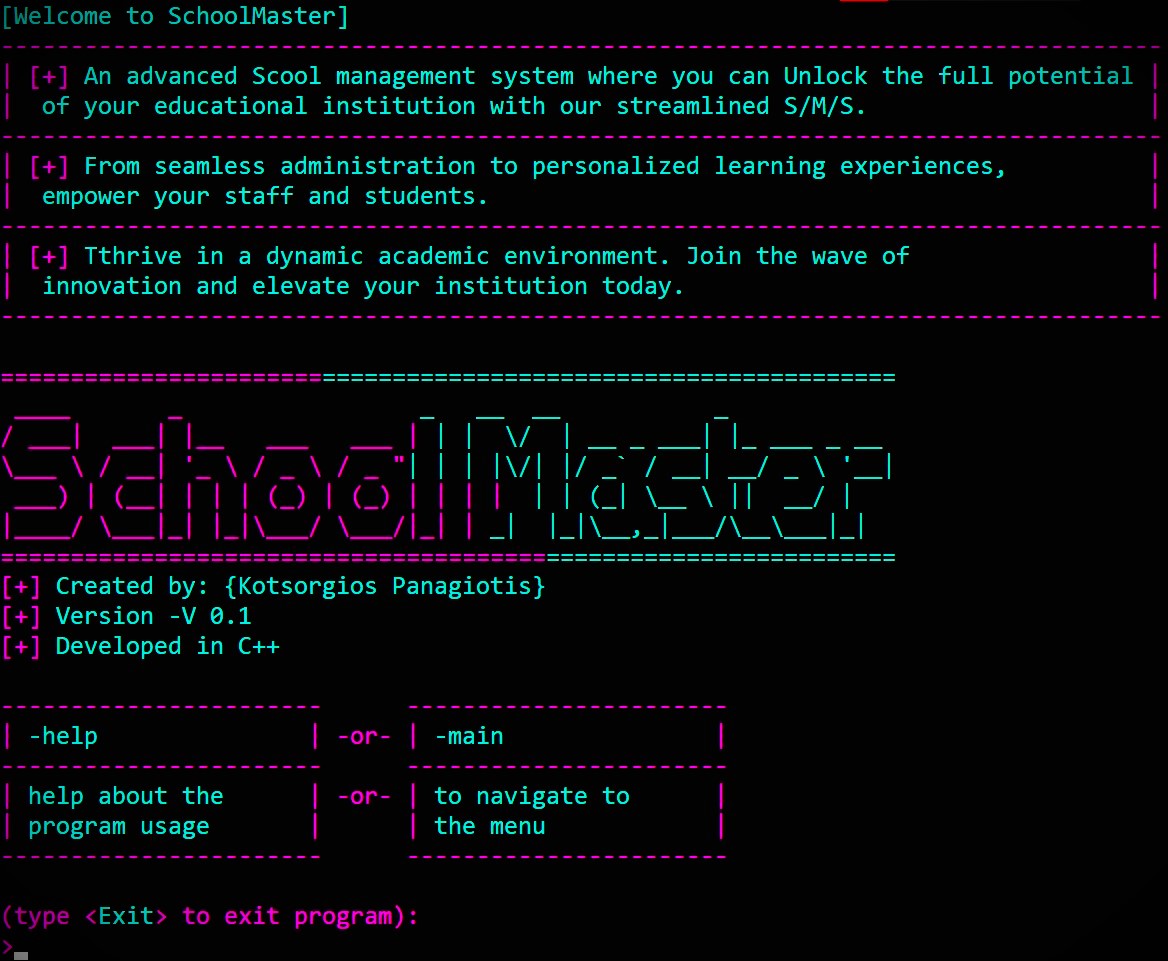 [Welcome to SchoolMaster]
[+] An advanced Scool management system where you can Unlock the full potential
of your educational institution with our streamlined S/M/S.
[+] From seamless administration to personalized learning experiences,
empower your staff and students.
[+] Tthrive in a dynamic academic environment. Join the wave of
innovation and elevate your institution today.
School Master
[+] Created by: {Kotsorgios Panagiotis}
[+] Version -V 0.1
[+] Developed in C++
-help -or- -main
help about the -or- to navigate to
program usage the menu
(type <Exit> to exit program):
>